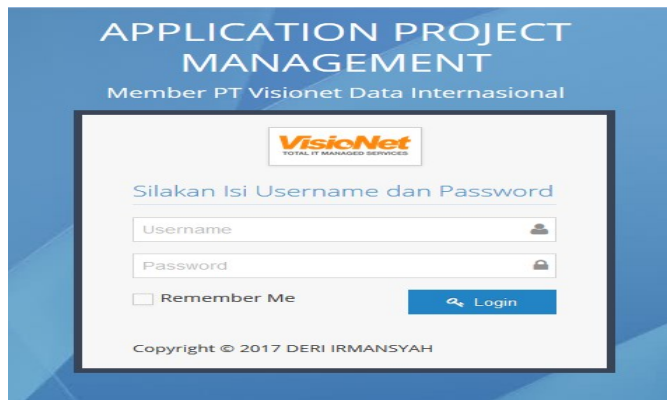 APPLICATION PROJECT
MANAGEMENT
Member PT Visionet Data Internasional
VisioNet
TOTAL IT MANAGED SERVICES
Silakan Isi Username dan Password
Username
Password
Remember Me
Login
Copyright © 2017 DERI IRMANSYAH